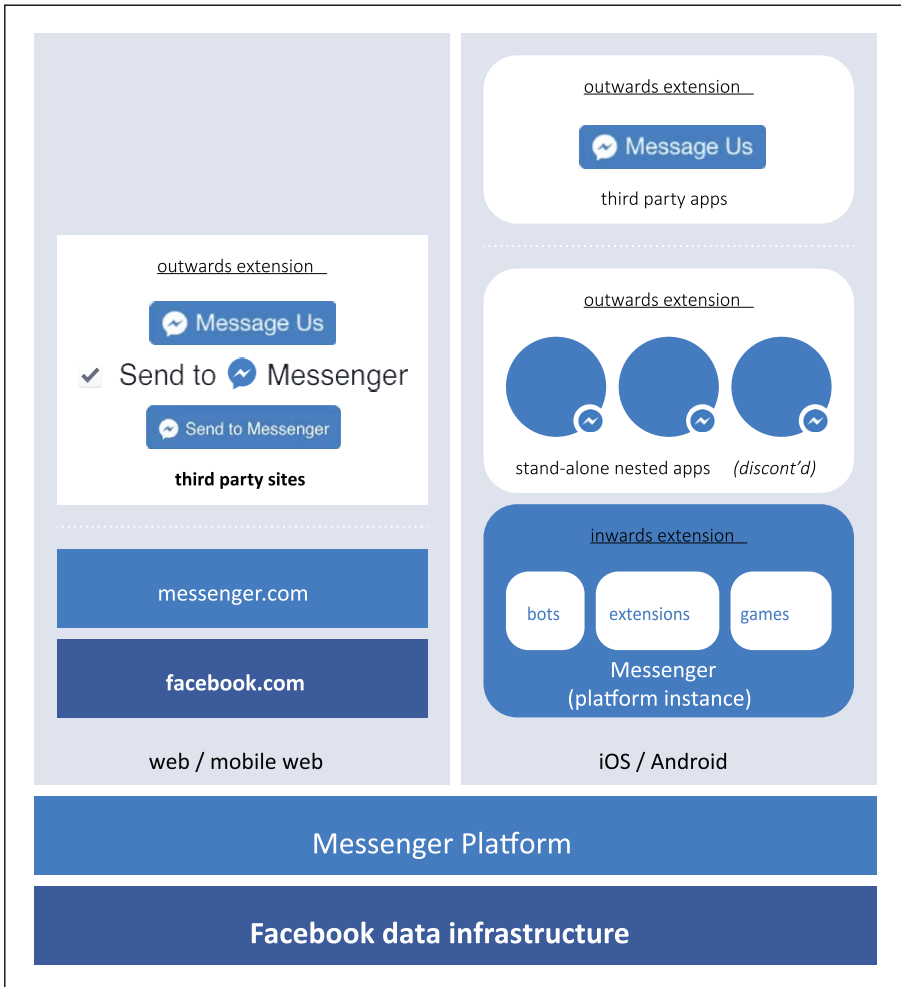 outwards extension
Message Us
Send to Messenger
Send to Messenger
third party sites
messenger.com
facebook.com
web / mobile web
outwards extension
Message Us
third party apps
outwards extension
stand-alone nested apps (discont'd)
inwards extension
bots extensions games
Messenger
(platform instance)
iOS / Android
Messenger Platform
Facebook data infrastructure